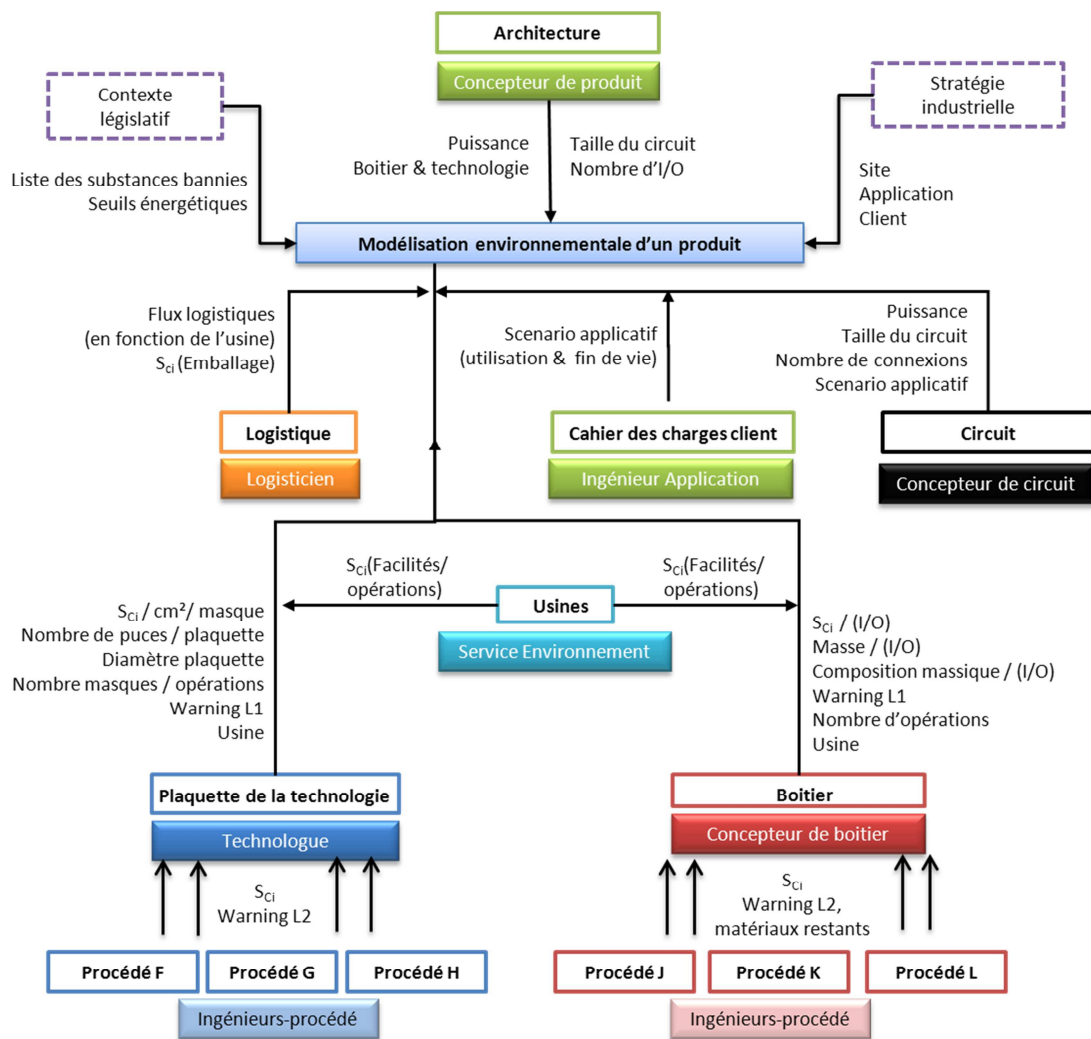 Architecture
Concepteur de produit
Contexte
législatif
Stratégie
industrielle
Puissance
Boitier & technologie
Taille du circuit
Nombre d'I/O
Liste des substances bannies
Seuils énergétiques
Site
Application
Client
Modélisation environnementale d'un produit
Flux logistiques
(en fonction de l'usine)
SCi (Emballage)
Scenario applicatif
(utilisation & fin de vie)
Puissance
Taille du circuit
Nombre de connexions
Scenario applicatif
Logistique
Logisticien
Cahier des charges client
Ingénieur Application
Circuit
Concepteur de circuit
SCi(Facilités/
opérations)
SCi(Facilités/
opérations)
Usines
Service Environnement
SCi / cm²/ masque
Nombre de puces / plaquette
Diamètre plaquette
Nombre masques / opérations
Warning L1
Usine
SCi / (I/O)
Masse / (I/O)
Composition massique / (I/O)
Warning L1
Nombre d'opérations
Usine
Plaquette de la technologie
Technologue
Boitier
Concepteur de boitier
SCi
Warning L2
SCi
Warning L2,
matériaux restants
Procédé F
Procédé G
Procédé H
Ingénieurs-procédé
Procédé J
Procédé K
Procédé L
Ingénieurs-procédé